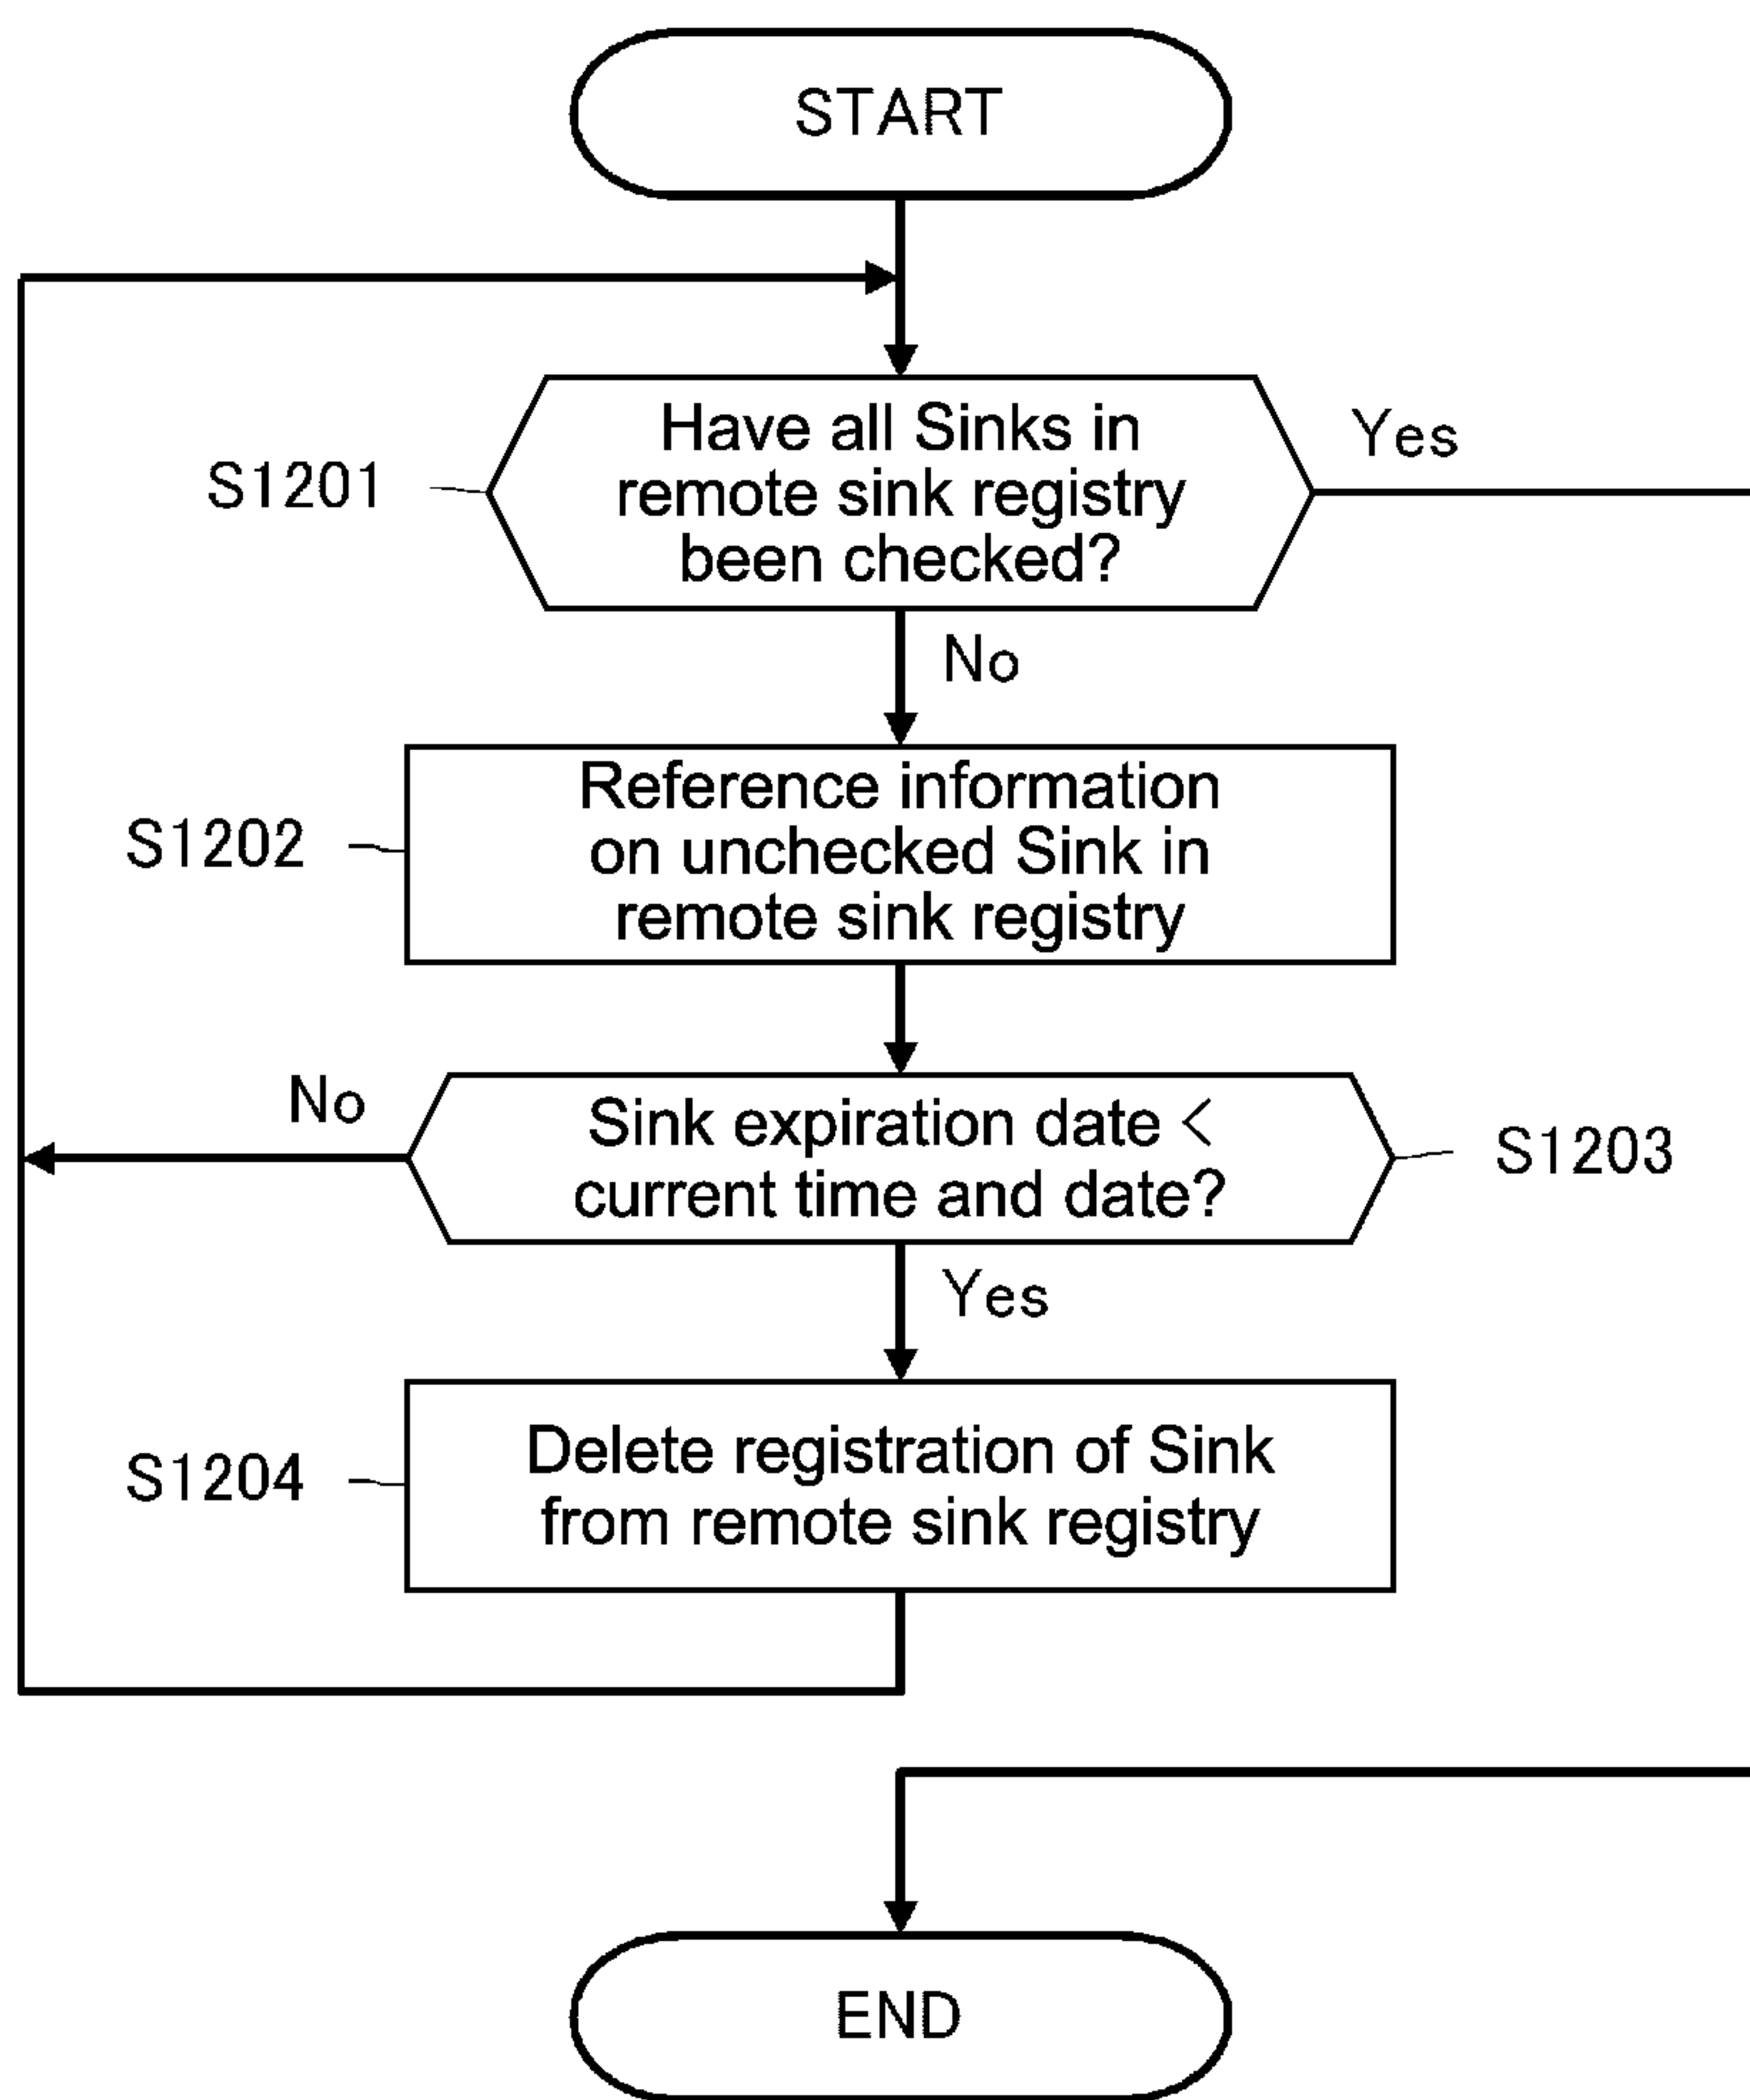 START
Have all Sinks in
remote sink registry
been checked?
Yes
S1201
No
Reference information
on unchecked Sink in
remote sink registry
S1202
No
Sink expiration date <
current time and date?
S1203
Yes
Delete registration of Sink
from remote sink registry
S1204
END